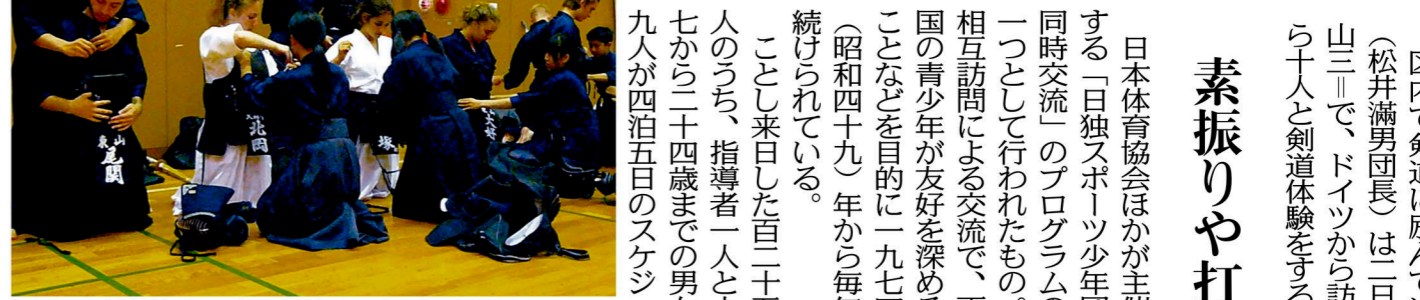 区内で剣道に励んで
（松井滿男団長）は二日
山三＝で、ドイツから訪
ら十人と剣道体験をする
素振りや打
日本体育協会ほかが主催
する「日独スポーツ少年団
同時交流」のプログラムの
一つとして行われたもの。
相互訪問による交流で、両
国の青少年が友好を深める
ことなどを目的に一九七四
（昭和四十九）年から毎年
続けられている。
ことし来日した百二十五
人のうち、指導者一人と十
七から二十四歳までの男女
九人が四泊五日のスケジ
尾関
北岡
塚